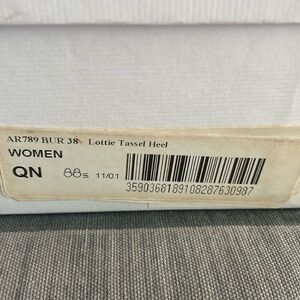 AR789 BUR 38 Lottie Tassel Heel
WOMEN
QN 88s 11/01
3590368189108287630987